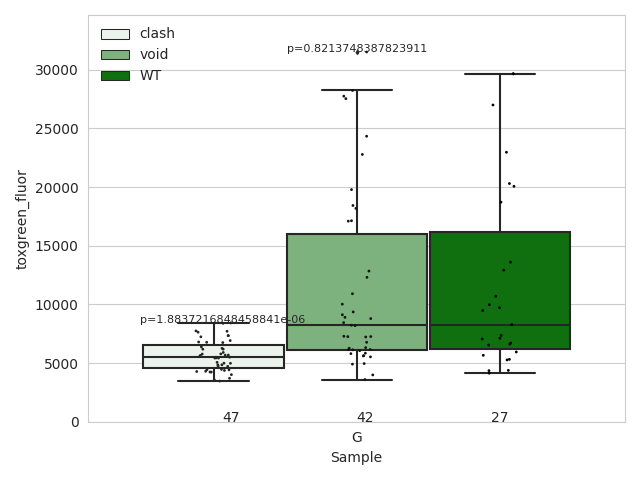 clash
void
WT
p=0.8213748387823911
p=1.8837216848458841e-06
30000
25000
20000
15000
10000
5000
0
toxgreen_fluor
47 42 27
G
Sample